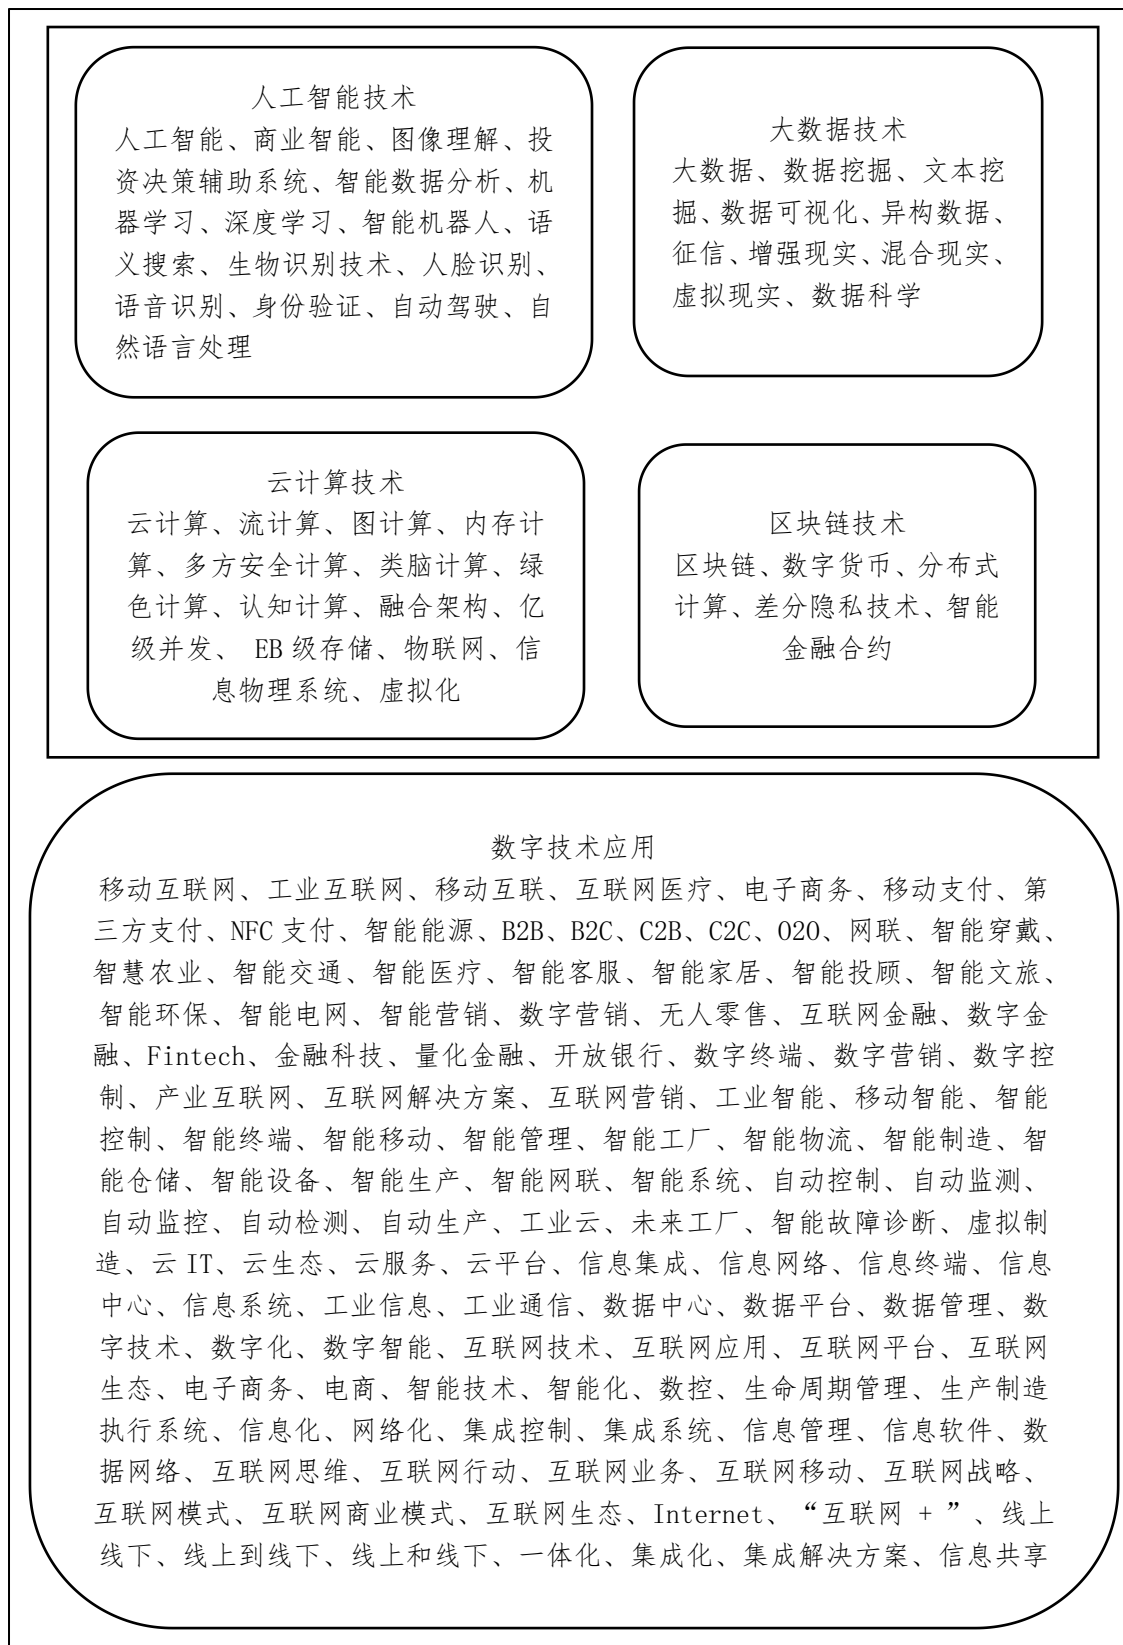 人工智能技术
人工智能、商业智能、图像理解、投
资决策辅助系统、智能数据分析、机
器学习、深度学习、智能机器人、语
义搜索、生物识别技术、人脸识别、
语音识别、身份验证、自动驾驶、自
然语言处理
大数据技术
大数据、数据挖掘、文本挖
掘、数据可视化、异构数据、
征信、增强现实、混合现实、
虚拟现实、数据科学
云计算技术
云计算、流计算、图计算、内存计
算、多方安全计算、类脑计算、绿
色计算、认知计算、融合架构、亿
级并发、 EB 级存储、物联网、信
息物理系统、虚拟化
区块链技术
区块链、数字货币、分布式
计算、差分隐私技术、智能
金融合约
数字技术应用
移动互联网、工业互联网、移动互联、互联网医疗、电子商务、移动支付、第
三方支付、NFC 支付、智能能源、B2B、B2C、C2B、C2C、O2O、网联、智能穿戴、
智慧农业、智能交通、智能医疗、智能客服、智能家居、智能投顾、智能文旅、
智能环保、智能电网、智能营销、数字营销、无人零售、互联网金融、数字金
融、Fintech、金融科技、量化金融、开放银行、数字终端、数字营销、数字控
制、产业互联网、互联网解决方案、互联网营销、工业智能、移动智能、智能
控制、智能终端、智能移动、智能管理、智能工厂、智能物流、智能制造、智
能仓储、智能设备、智能生产、智能网联、智能系统、自动控制、自动监测、
自动监控、自动检测、自动生产、工业云、未来工厂、智能故障诊断、虚拟制
造、云 IT、云生态、云服务、云平台、信息集成、信息网络、信息终端、信息
中心、信息系统、工业信息、工业通信、数据中心、数据平台、数据管理、数
字技术、数字化、数字智能、互联网技术、互联网应用、互联网平台、互联网
生态、电子商务、电商、智能技术、智能化、数控、生命周期管理、生产制造
执行系统、信息化、网络化、集成控制、集成系统、信息管理、信息软件、数
据网络、互联网思维、互联网行动、互联网业务、互联网移动、互联网战略、
互联网模式、互联网商业模式、互联网生态、Internet、“互联网 + ”、线上
线下、线上到线下、线上和线下、一体化、集成化、集成解决方案、信息共享